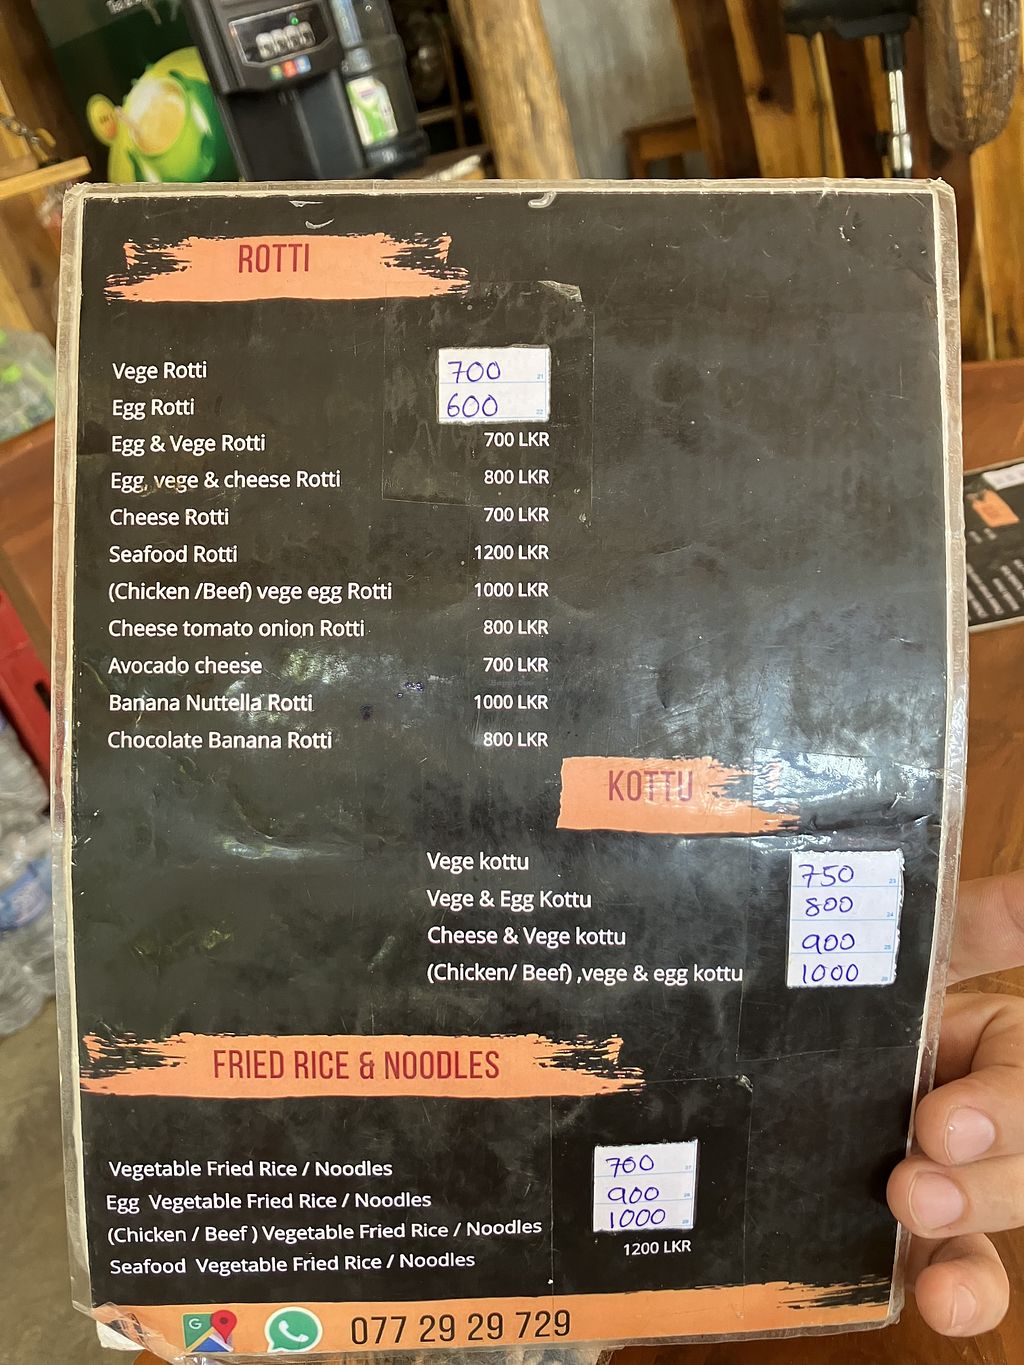 ROTTI
Vege Rotti 700
Egg Rotti 600
Egg & Vege Rotti 700 LKR
Egg, vege & cheese Rotti 800 LKR
Cheese Rotti 700 LKR
Seafood Rotti 1200 LKR
(Chicken /Beef) vege egg Rotti 1000 LKR
Cheese tomato onion Rotti 800 LKR
Avocado cheese 700 LKR
Banana Nuttella Rotti 1000 LKR
Chocolate Banana Rotti 800 LKR
KOTTU
Vege kottu 750
Vege & Egg Kottu 800
Cheese & Vege kottu 900
(Chicken/ Beef) ,vege & egg kottu 1000
FRIED RICE & NOODLES
Vegetable Fried Rice / Noodles 700
Egg Vegetable Fried Rice / Noodles 900
(Chicken / Beef ) Vegetable Fried Rice / Noodles 1000
Seafood Vegetable Fried Rice / Noodles 1200 LKR
077 29 29 729